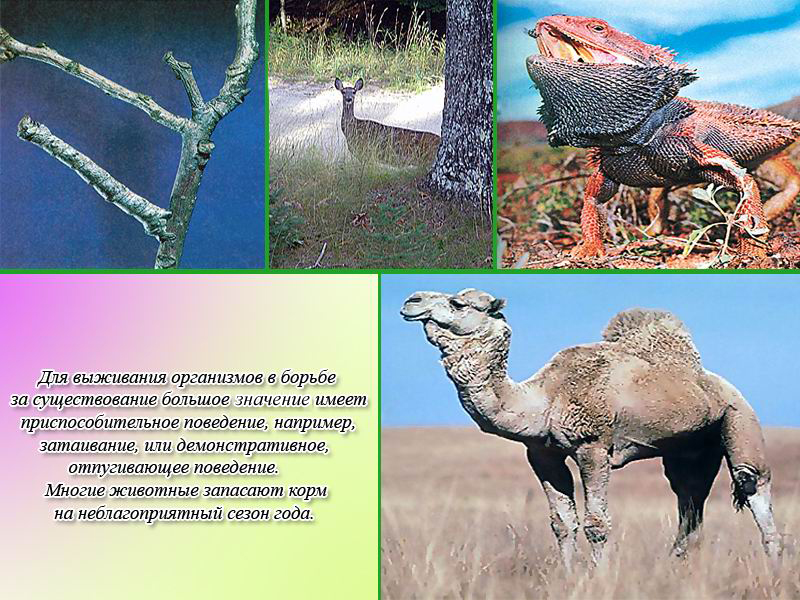 Для выживания организмов в борьбе
за существование большое значение имеет
приспособительное поведение, например,
затаивание, или демонстративное,
отпугивающее поведение.
Многие животные запасают корм
на неблагоприятный сезон года.